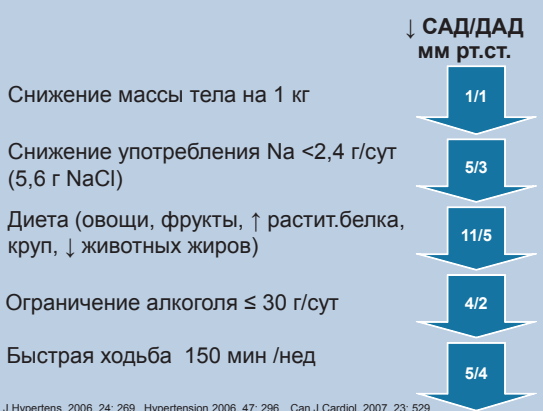 ↓ САД/ДАД
мм рт.ст.
Снижение массы тела на 1 кг
1/1
Снижение употребления Na <2,4 г/сут
(5,6 г NaCl)
5/3
Диета (овощи, фрукты, ↑ растит.белка,
круп, ↓ животных жиров)
11/5
Ограничение алкоголя ≤ 30 г/сут
4/2
Быстрая ходьба 150 мин /нед
5/4
J Hypertens. 2006, 24: 269 Hypertension 2006, 47: 296 Can J Cardiol. 2007, 23: 529